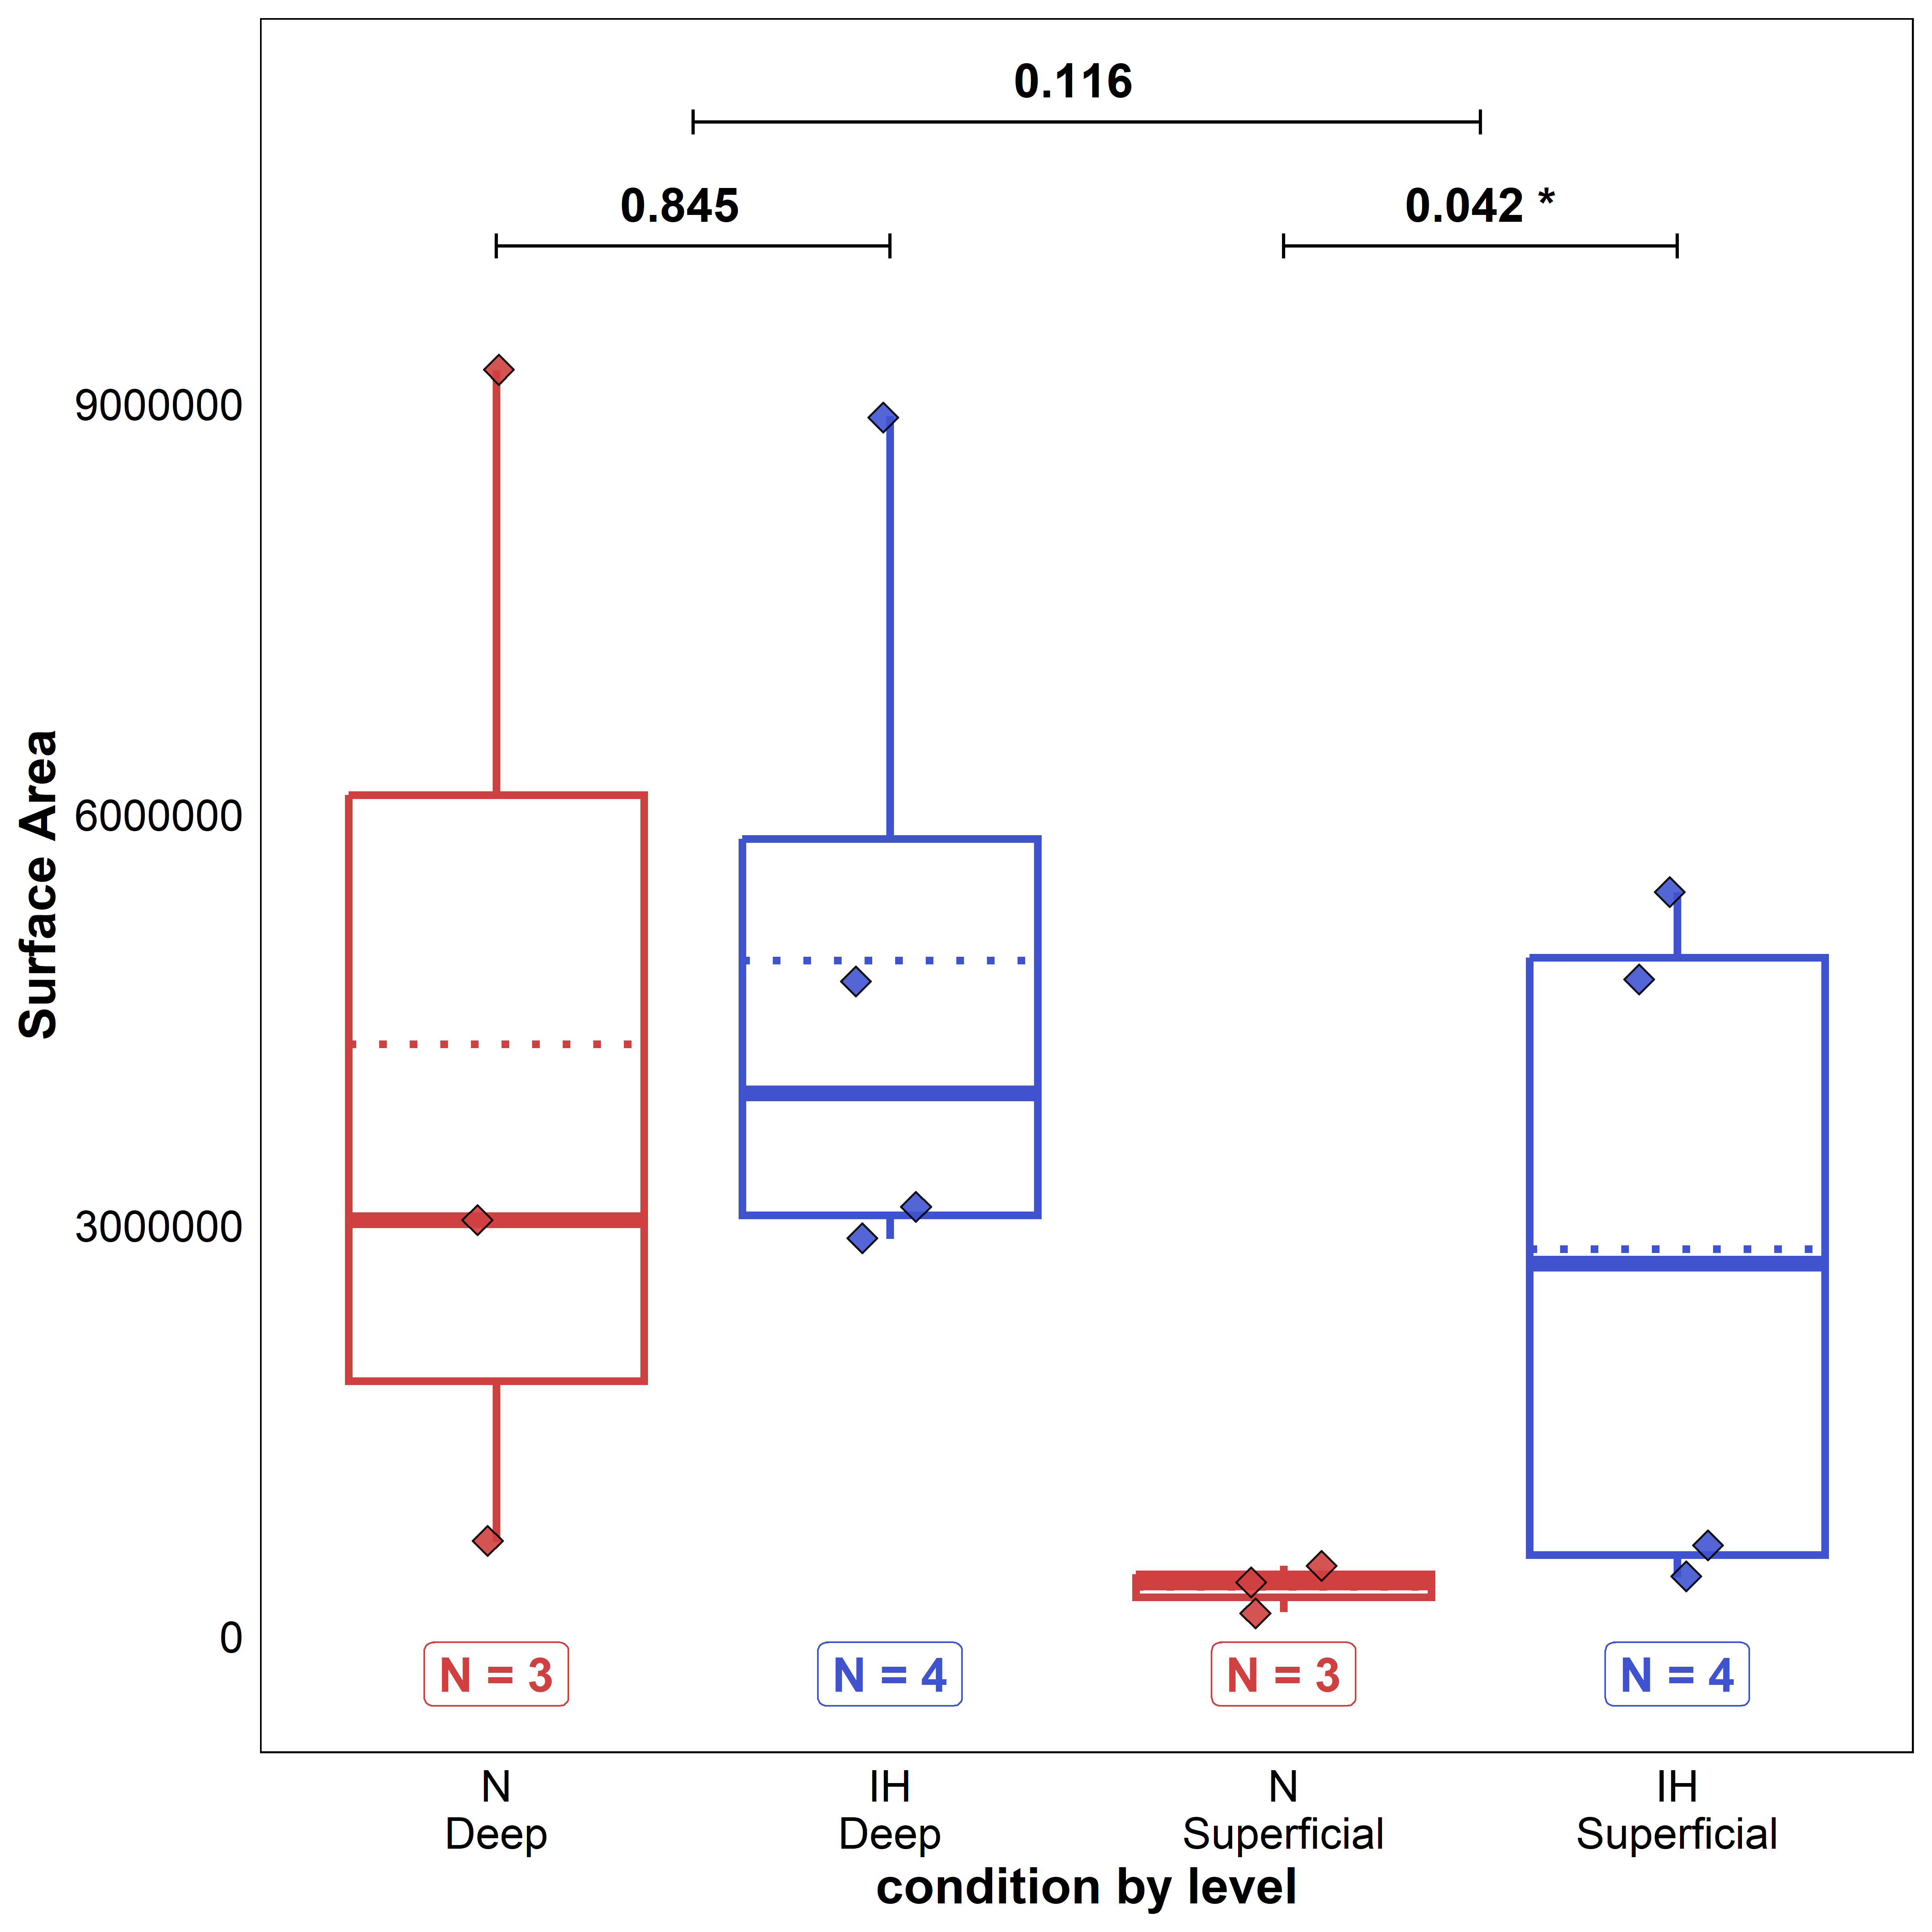 0.116
0.845
0.042 *
9000000
6000000
3000000
0
Surface Area
N = 3
N = 4
N = 3
N = 4
N
Deep
IH
Deep
N
Superficial
IH
Superficial
condition by level